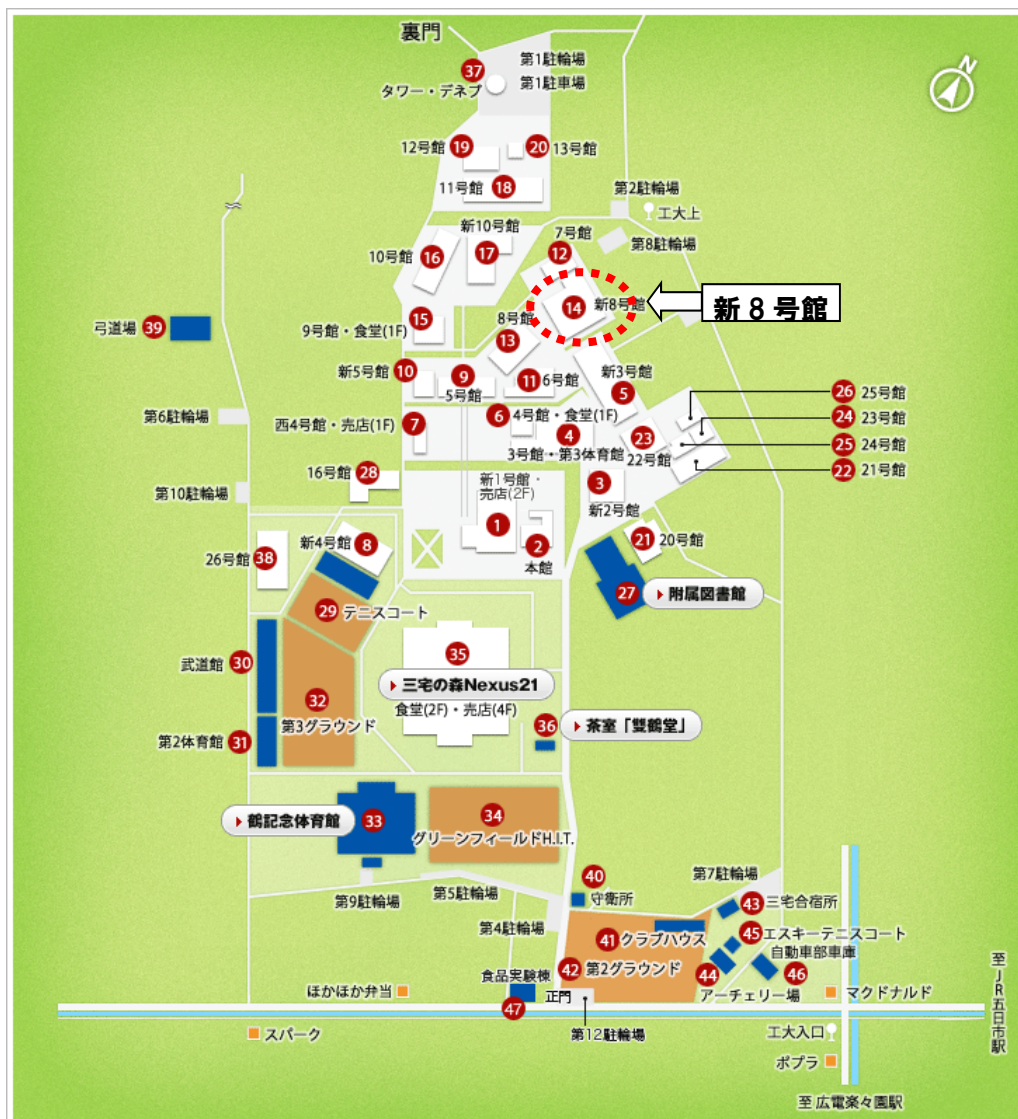 裏門
N
第1駐輪場
37
タワー・デネブ
第1駐車場
12号館 19
20 13号館
11号館 18
第2駐輪場
工大上
新10号館
7号館
第8駐輪場
10号館 16
17
12
14
新8号館
新8号館
15
9号館・食堂(1F)
8号館
13
弓道場 39
新5号館 10
9
5号館
11 6号館
新3号館
5
26 25号館
24 23号館
25 24号館
22 21号館
第6駐輪場
西4号館・売店(1F) 7
6 4号館・食堂(1F)
4
3号館・第3体育館
23
22号館
16号館 28
新1号館・
売店(2F)
第10駐輪場
3
新2号館
1
2
本館
21 20号館
新4号館 8
26号館 38
27 附属図書館
29 テニスコート
武道館 30
35
三宅の森Nexus21
食堂(2F)・売店(4F)
32
第3グラウンド
36 茶室「雙鶴堂」
第2体育館 31
鶴記念体育館 33
34
グリーンフィールドH.I.T.
第9駐輪場
第5駐輪場
40
守衛所
第7駐輪場
43 三宅合宿所
第4駐輪場
41 クラブハウス
45 エスキーテニスコート
自動車部車庫
42 第2グラウンド
44
46
アーチェリー場
食品実験棟
47
正門
ほかほか弁当
マクドナルド
至JR五日市駅
スパーク
第12駐輪場
工大入口
ポプラ
至 広電楽々園駅